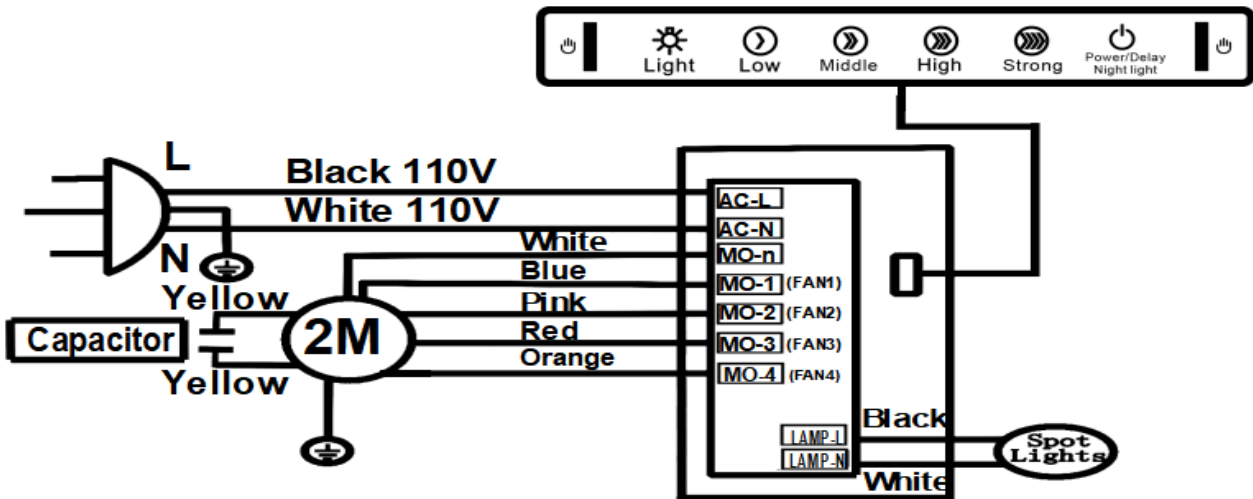 Light
Low
Middle
High
Strong
Power/Delay
Night light
L
Black 110V
White 110V
N
White
Blue
Pink
Red
Orange
Yellow
Capacitor
2M
Yellow
AC-L
AC-N
MO-n
MO-1 (FAN1)
MO-2 (FAN2)
MO-3 (FAN3)
MO-4 (FAN4)
LAMP-L
LAMP-N
Black
White
Spot
Lights